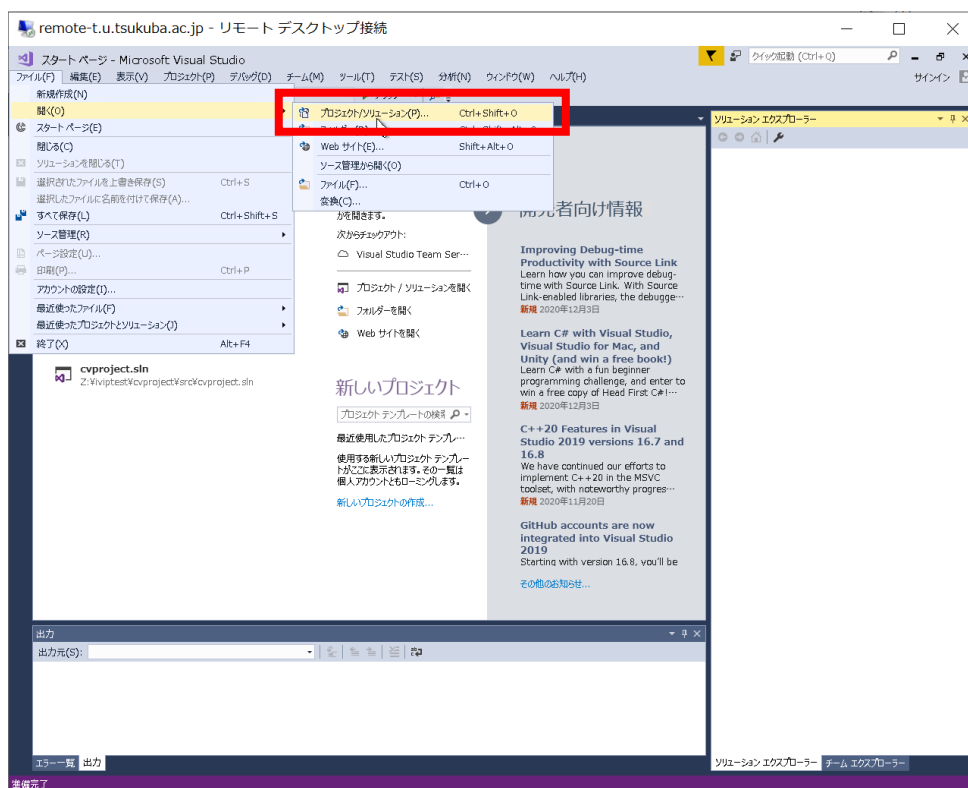 remote-t.u.tsukuba.ac.jp - リモート デスクトップ接続
スタート ページ - Microsoft Visual Studio
クイック起動 (Ctrl+Q)
ファイル(F) 編集(E) 表示(V) プロジェクト(P) デバッグ(D) チーム(M) ツール(T) テスト(S) 分析(N) ウィンドウ(W) ヘルプ(H)
サインイン
新規作成(N)
開く(O)
スタート ページ(E)
閉じる(C)
ソリューションを閉じる(T)
選択されたファイルを上書き保存(S) Ctrl+S
選択したファイルに名前を付けて保存(A)...
すべて保存(L) Ctrl+Shift+S
ソース管理(R)
ページ設定(U)...
印刷(P)... Ctrl+P
アカウントの設定(I)...
最近使ったファイル(F)
最近使ったプロジェクトとソリューション(J)
終了(X) Alt+F4
プロジェクト/ソリューション(P)... Ctrl+Shift+O
Web サイト(E)... Shift+Alt+O
ソース管理から開く(O)
ファイル(F)... Ctrl+O
変換(C)...
cvproject.sln
Z:¥iviptest¥cvproject¥src¥cvproject.sln
かを開きます。
次からチェックアウト:
Visual Studio Team Ser…
プロジェクト / ソリューションを開く
フォルダーを開く
Web サイトを開く
新しいプロジェクト
プロジェクト テンプレートの検索
最近使用したプロジェクト テンプレ…
使用する新しいプロジェクト テンプレー
トがここに表示されます。その一覧は
個人アカウントともローミングします。
新しいプロジェクトの作成...
開発者向け情報
Improving Debug-time
Productivity with Source Link
Learn how you can improve debug-
time with Source Link. With Source
Link-enabled libraries, the debugge…
新規 2020年12月3日
Learn C# with Visual Studio,
Visual Studio for Mac, and
Unity (and win a free book!)
Learn C# with a fun beginner
programming challenge, and enter to
win a free copy of Head First C#!…
新規 2020年12月3日
C++20 Features in Visual
Studio 2019 versions 16.7 and
16.8
We have continued our efforts to
implement C++20 in the MSVC
toolset, with noteworthy progres…
新規 2020年11月20日
GitHub accounts are now
integrated into Visual Studio
2019
Starting with version 16.8, you'll be
その他のお知らせ...
ソリューション エクスプローラー
出力
出力元(S):
エラー一覧 出力
ソリューション エクスプローラー チーム エクスプローラー
準備完了